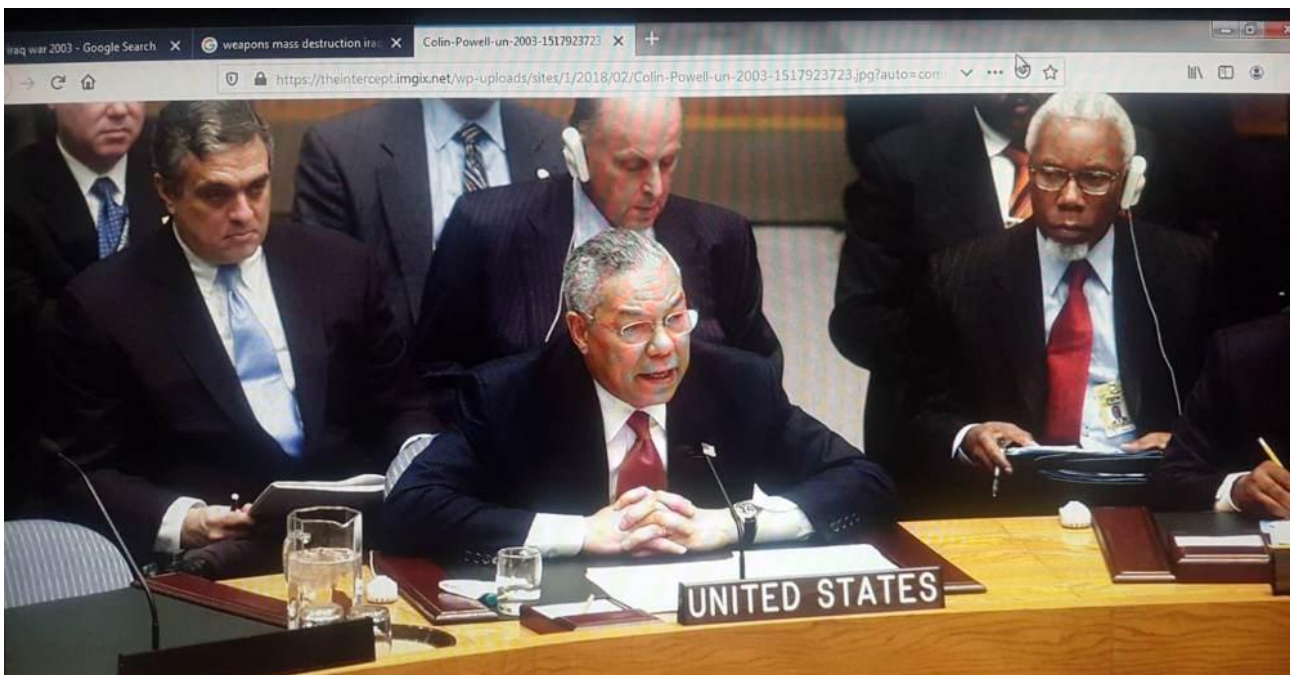 iraq war 2003 - Google Search
weapons mass destruction irac
Colin-Powell-un-2003-1517923723
https://theintercept.imgix.net/wp-uploads/sites/1/2018/02/Colin-Powell-un-2003-1517923723.jpg?auto=com
UNITED STATES